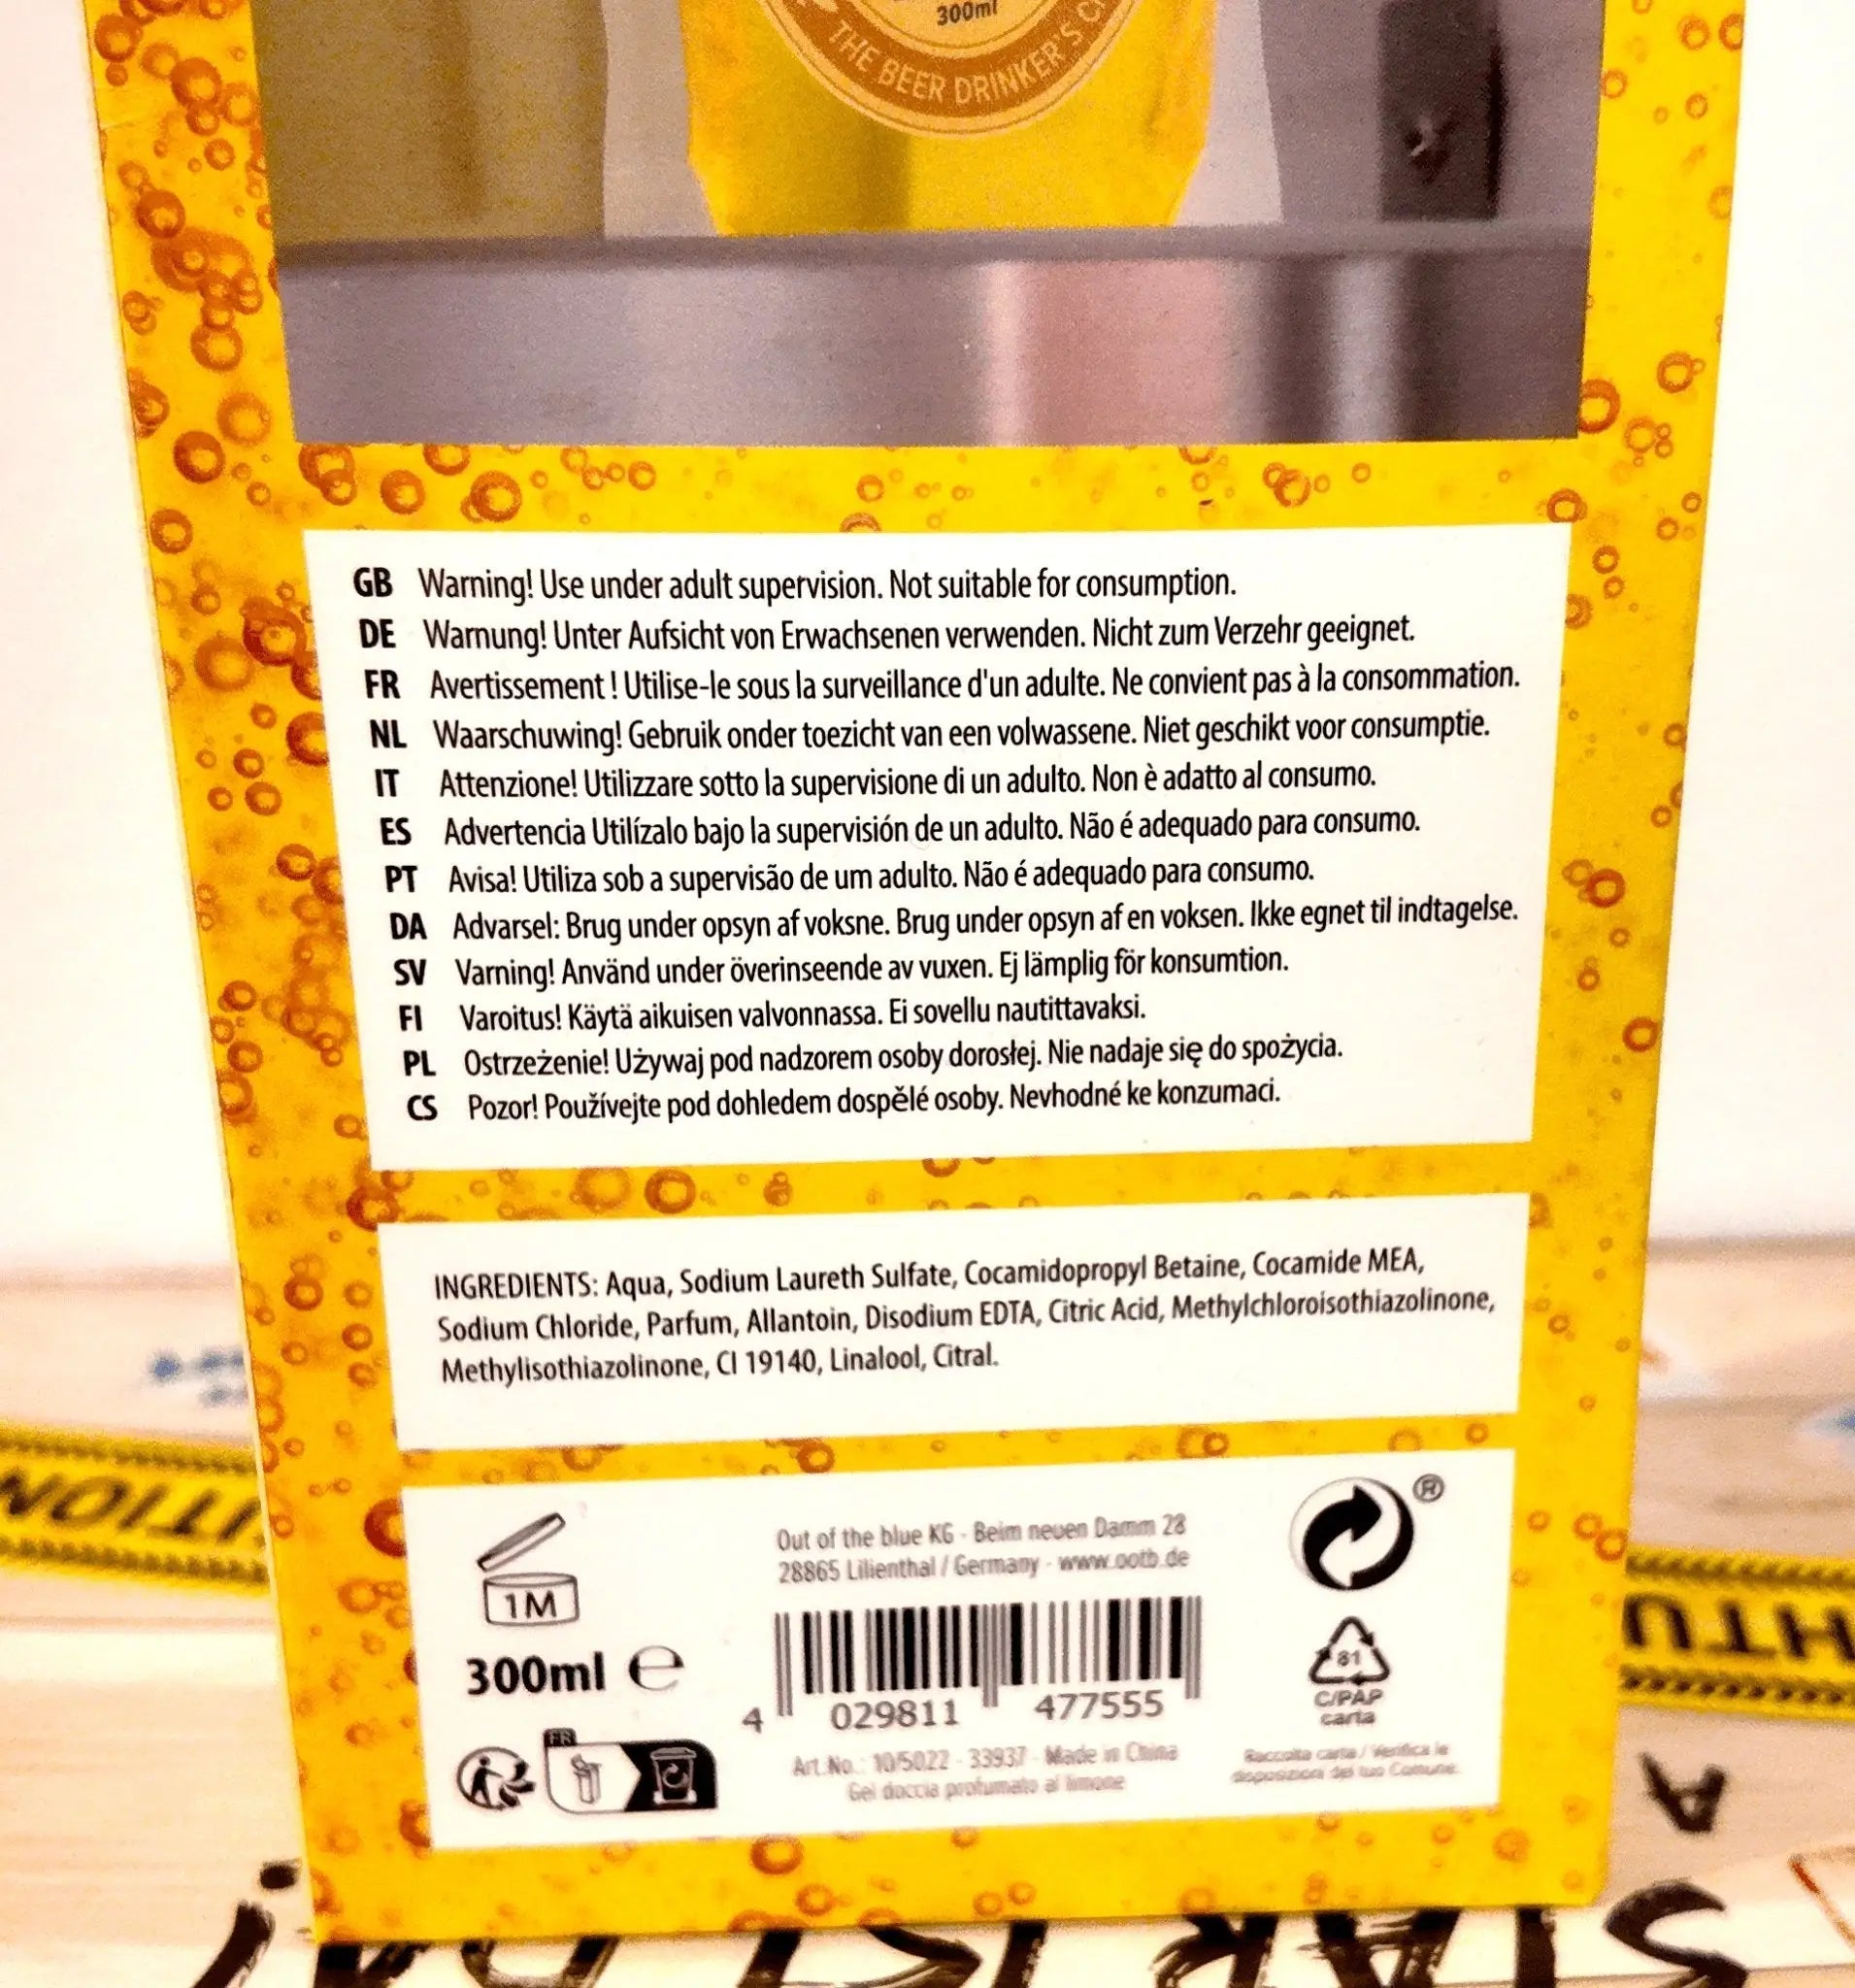 300ml
THE BEER DRINKER'S
GB Warning! Use under adult supervision. Not suitable for consumption.
DE Warnung! Unter Aufsicht von Erwachsenen verwenden. Nicht zum Verzehr geeignet.
FR Avertissement ! Utilise-le sous la surveillance d'un adulte. Ne convient pas à la consommation.
NL Waarschuwing! Gebruik onder toezicht van een volwassene. Niet geschikt voor consumptie.
IT Attenzione! Utilizzare sotto la supervisione di un adulto. Non è adatto al consumo.
ES Advertencia Utilízalo bajo la supervisión de un adulto. Não é adequado para consumo.
PT Avisa! Utiliza sob a supervisão de um adulto. Não é adequado para consumo.
DA Advarsel: Brug under opsyn af voksne. Brug under opsyn af en voksen. Ikke egnet til indtagelse.
SV Varning! Använd under överinseende av vuxen. Ej lämplig för konsumtion.
FI Varoitus! Käytä aikuisen valvonnassa. Ei sovellu nautittavaksi.
PL Ostrzeżenie! Używaj pod nadzorem osoby dorosłej. Nie nadaje się do spożycia.
CS Pozor! Používejte pod dohledem dospělé osoby. Nevhodné ke konzumaci.
INGREDIENTS: Aqua, Sodium Laureth Sulfate, Cocamidopropyl Betaine, Cocamide MEA,
Sodium Chloride, Parfum, Allantoin, Disodium EDTA, Citric Acid, Methylchloroisothiazolinone,
Methylisothiazolinone, CI 19140, Linalool, Citral.
Out of the blue KG - Beim neuen Damm 28
28865 Lilienthal / Germany - www.ootb.de
®
1M
300ml e
4 029811 477555
81
C/PAP
carta
FR
Art. No.: 10/5022 - 33937 - Made in China
Gel doccia profumato al limone
Raccolta carta / Verifica le
disposizioni del tuo Comune.